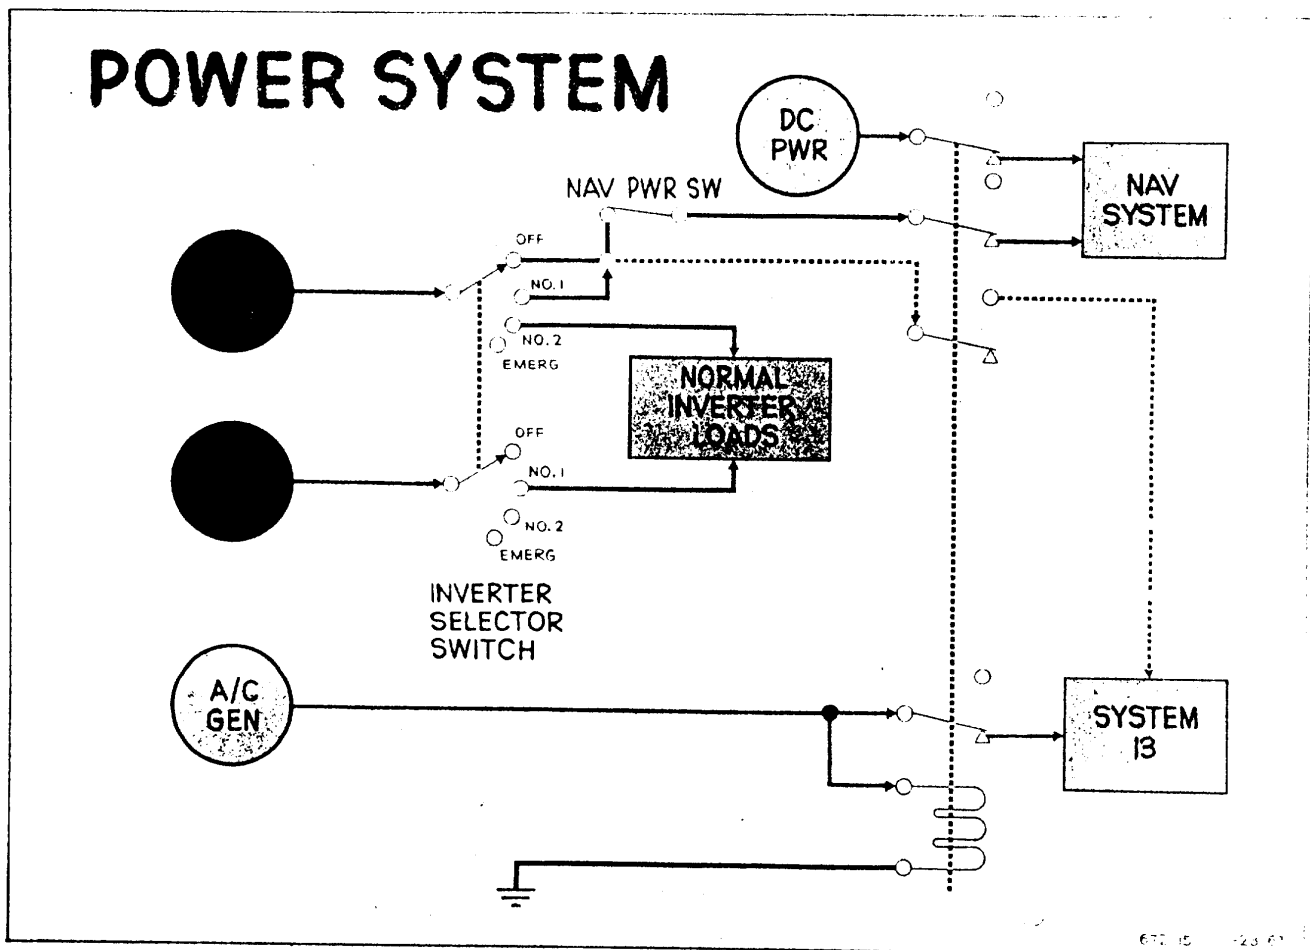 POWER SYSTEM
DC
PWR
NAV PWR SW
NAV
SYSTEM
OFF
NO. 1
NO. 2
EMERG
NORMAL
INVERTER
LOADS
OFF
NO. 1
NO. 2
EMERG
INVERTER
SELECTOR
SWITCH
A/C
GEN
SYSTEM
13